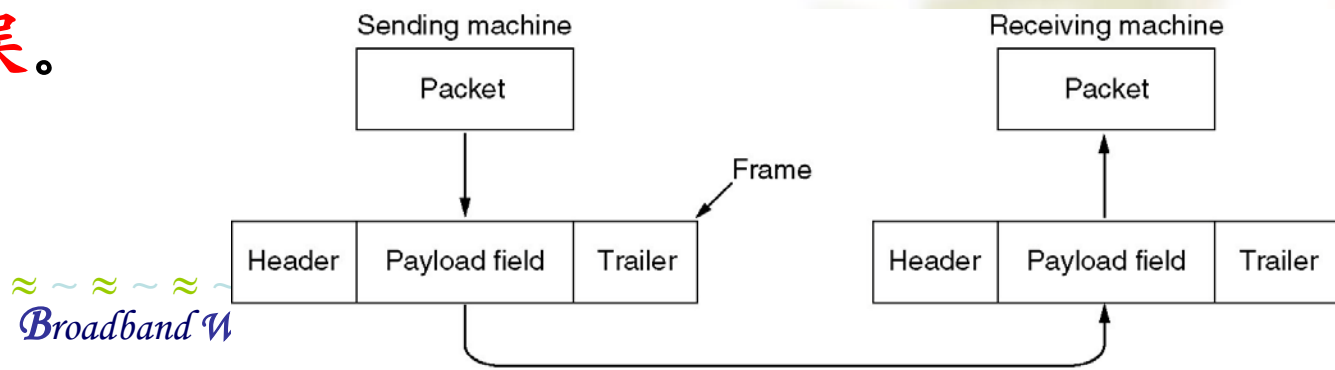 Sending machine
Receiving machine
。
Packet
Packet
Frame
Header
Payload field
Trailer
Header
Payload field
Trailer
≈ ~ ≈ ~ ≈ ~
Broadband W